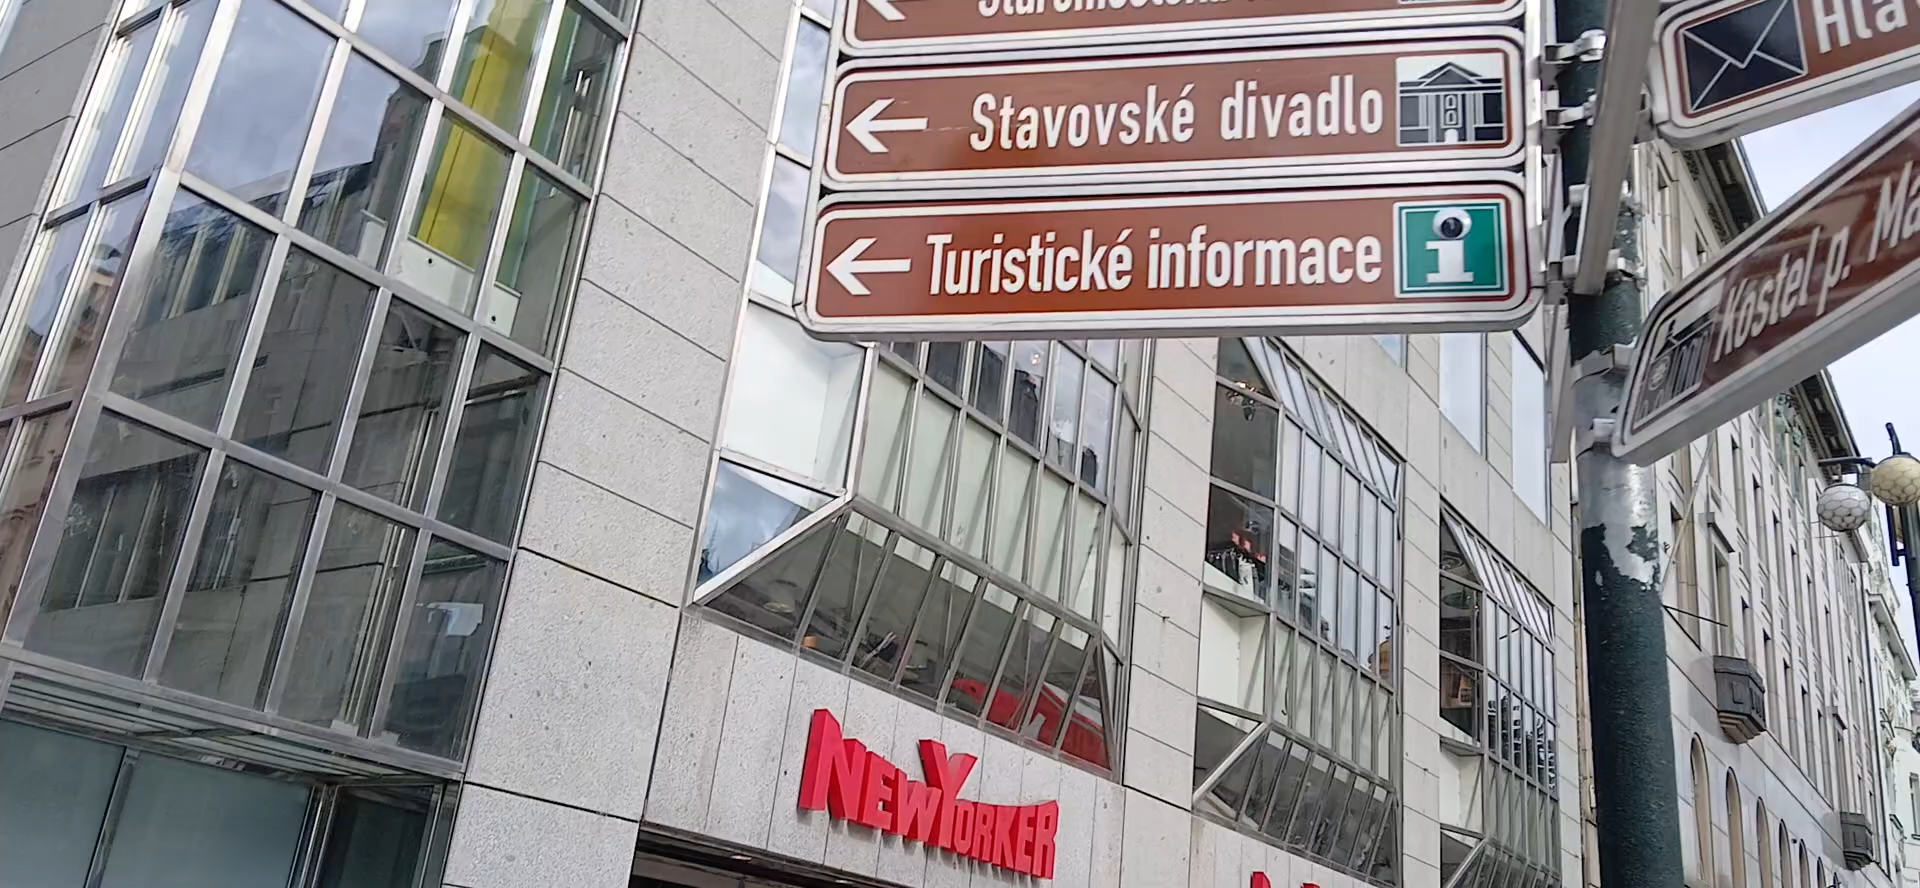 Stavovské divadlo
Turistické informace
Kostel p.
NEWYORKER